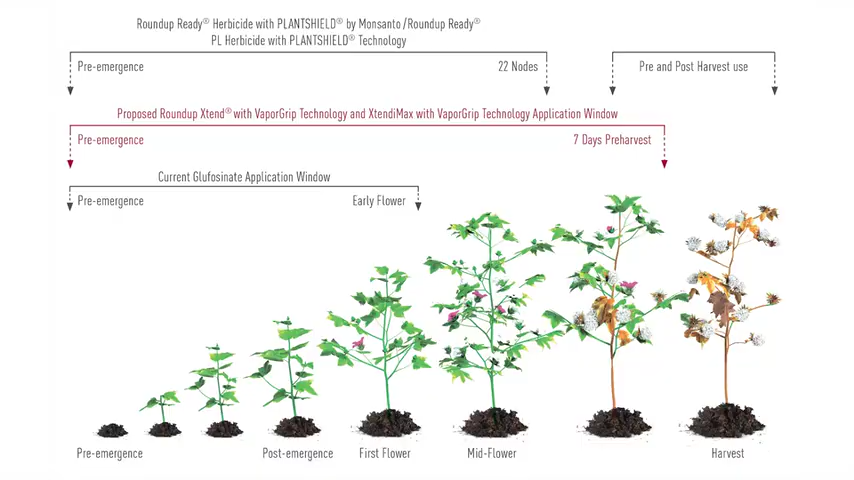 Roundup Ready® Herbicide with PLANTSHIELD® by Monsanto/Roundup Ready®
PL Herbicide with PLANTSHIELD® Technology
Pre-emergence
22 Nodes
Pre and Post Harvest use
Proposed Roundup Xtend® with VaporGrip Technology and XtendiMax with VaporGrip Technology Application Window
Pre-emergence
7 Days Preharvest
Current Glufosinate Application Window
Pre-emergence
Early Flower
Pre-emergence
Post-emergence
First Flower
Mid-Flower
Harvest